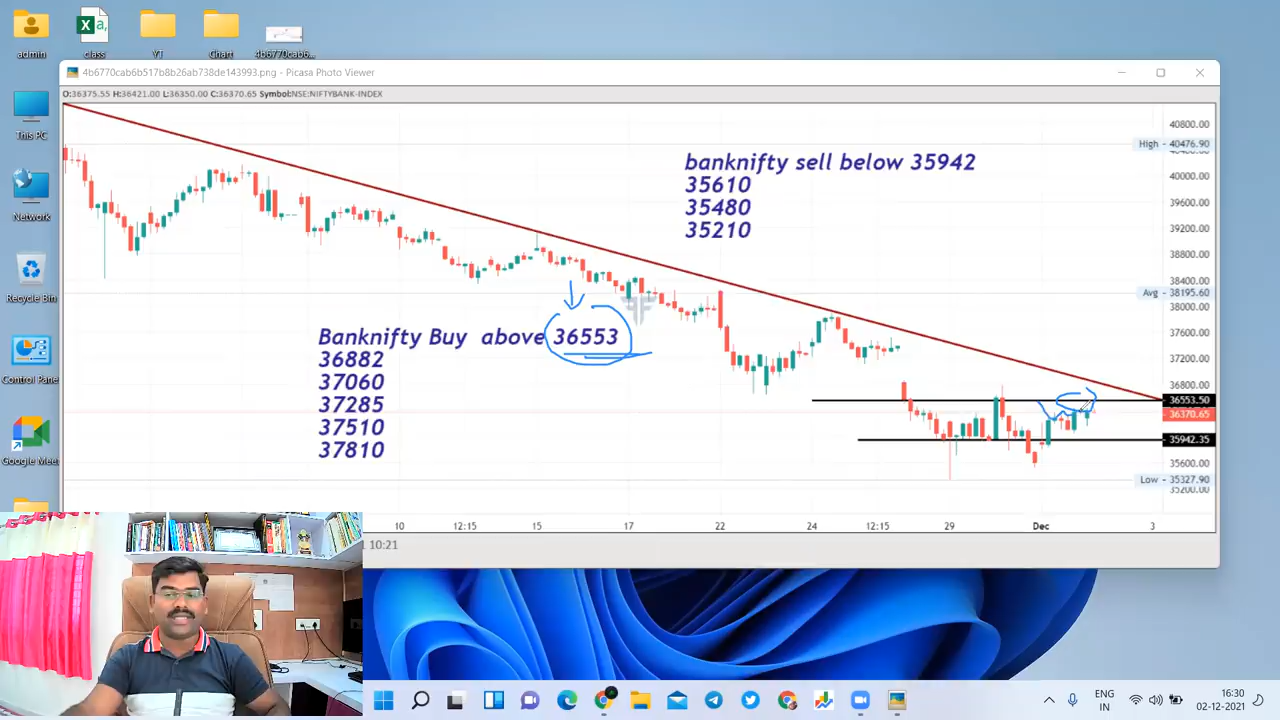 admin
class
YT
Chart
4b6770cab6...
4b6770cab6b517b8b26ab738de143993.png - Picasa Photo Viewer
O:36375.55 H:36421.00 L:36350.00 C:36370.65 Symbol:NSE:NIFTYBANK-INDEX
This PC
Network
Recycle Bin
Control Pane
Google Meet
banknifty sell below 35942
35610
35480
35210
Banknifty Buy above 36553
36882
37060
37285
37510
37810
40800.00
High - 40476.90
40000.00
39600.00
39200.00
38800.00
38400.00
Avg - 38195.60
38000.00
37600.00
37200.00
36800.00
36553.50
36370.65
35942.35
35600.00
Low - 35327.90
35200.00
10 12:15 15 17 22 24 12:15 29 Dec 3
10:21
ENG
IN
16:30
02-12-2021